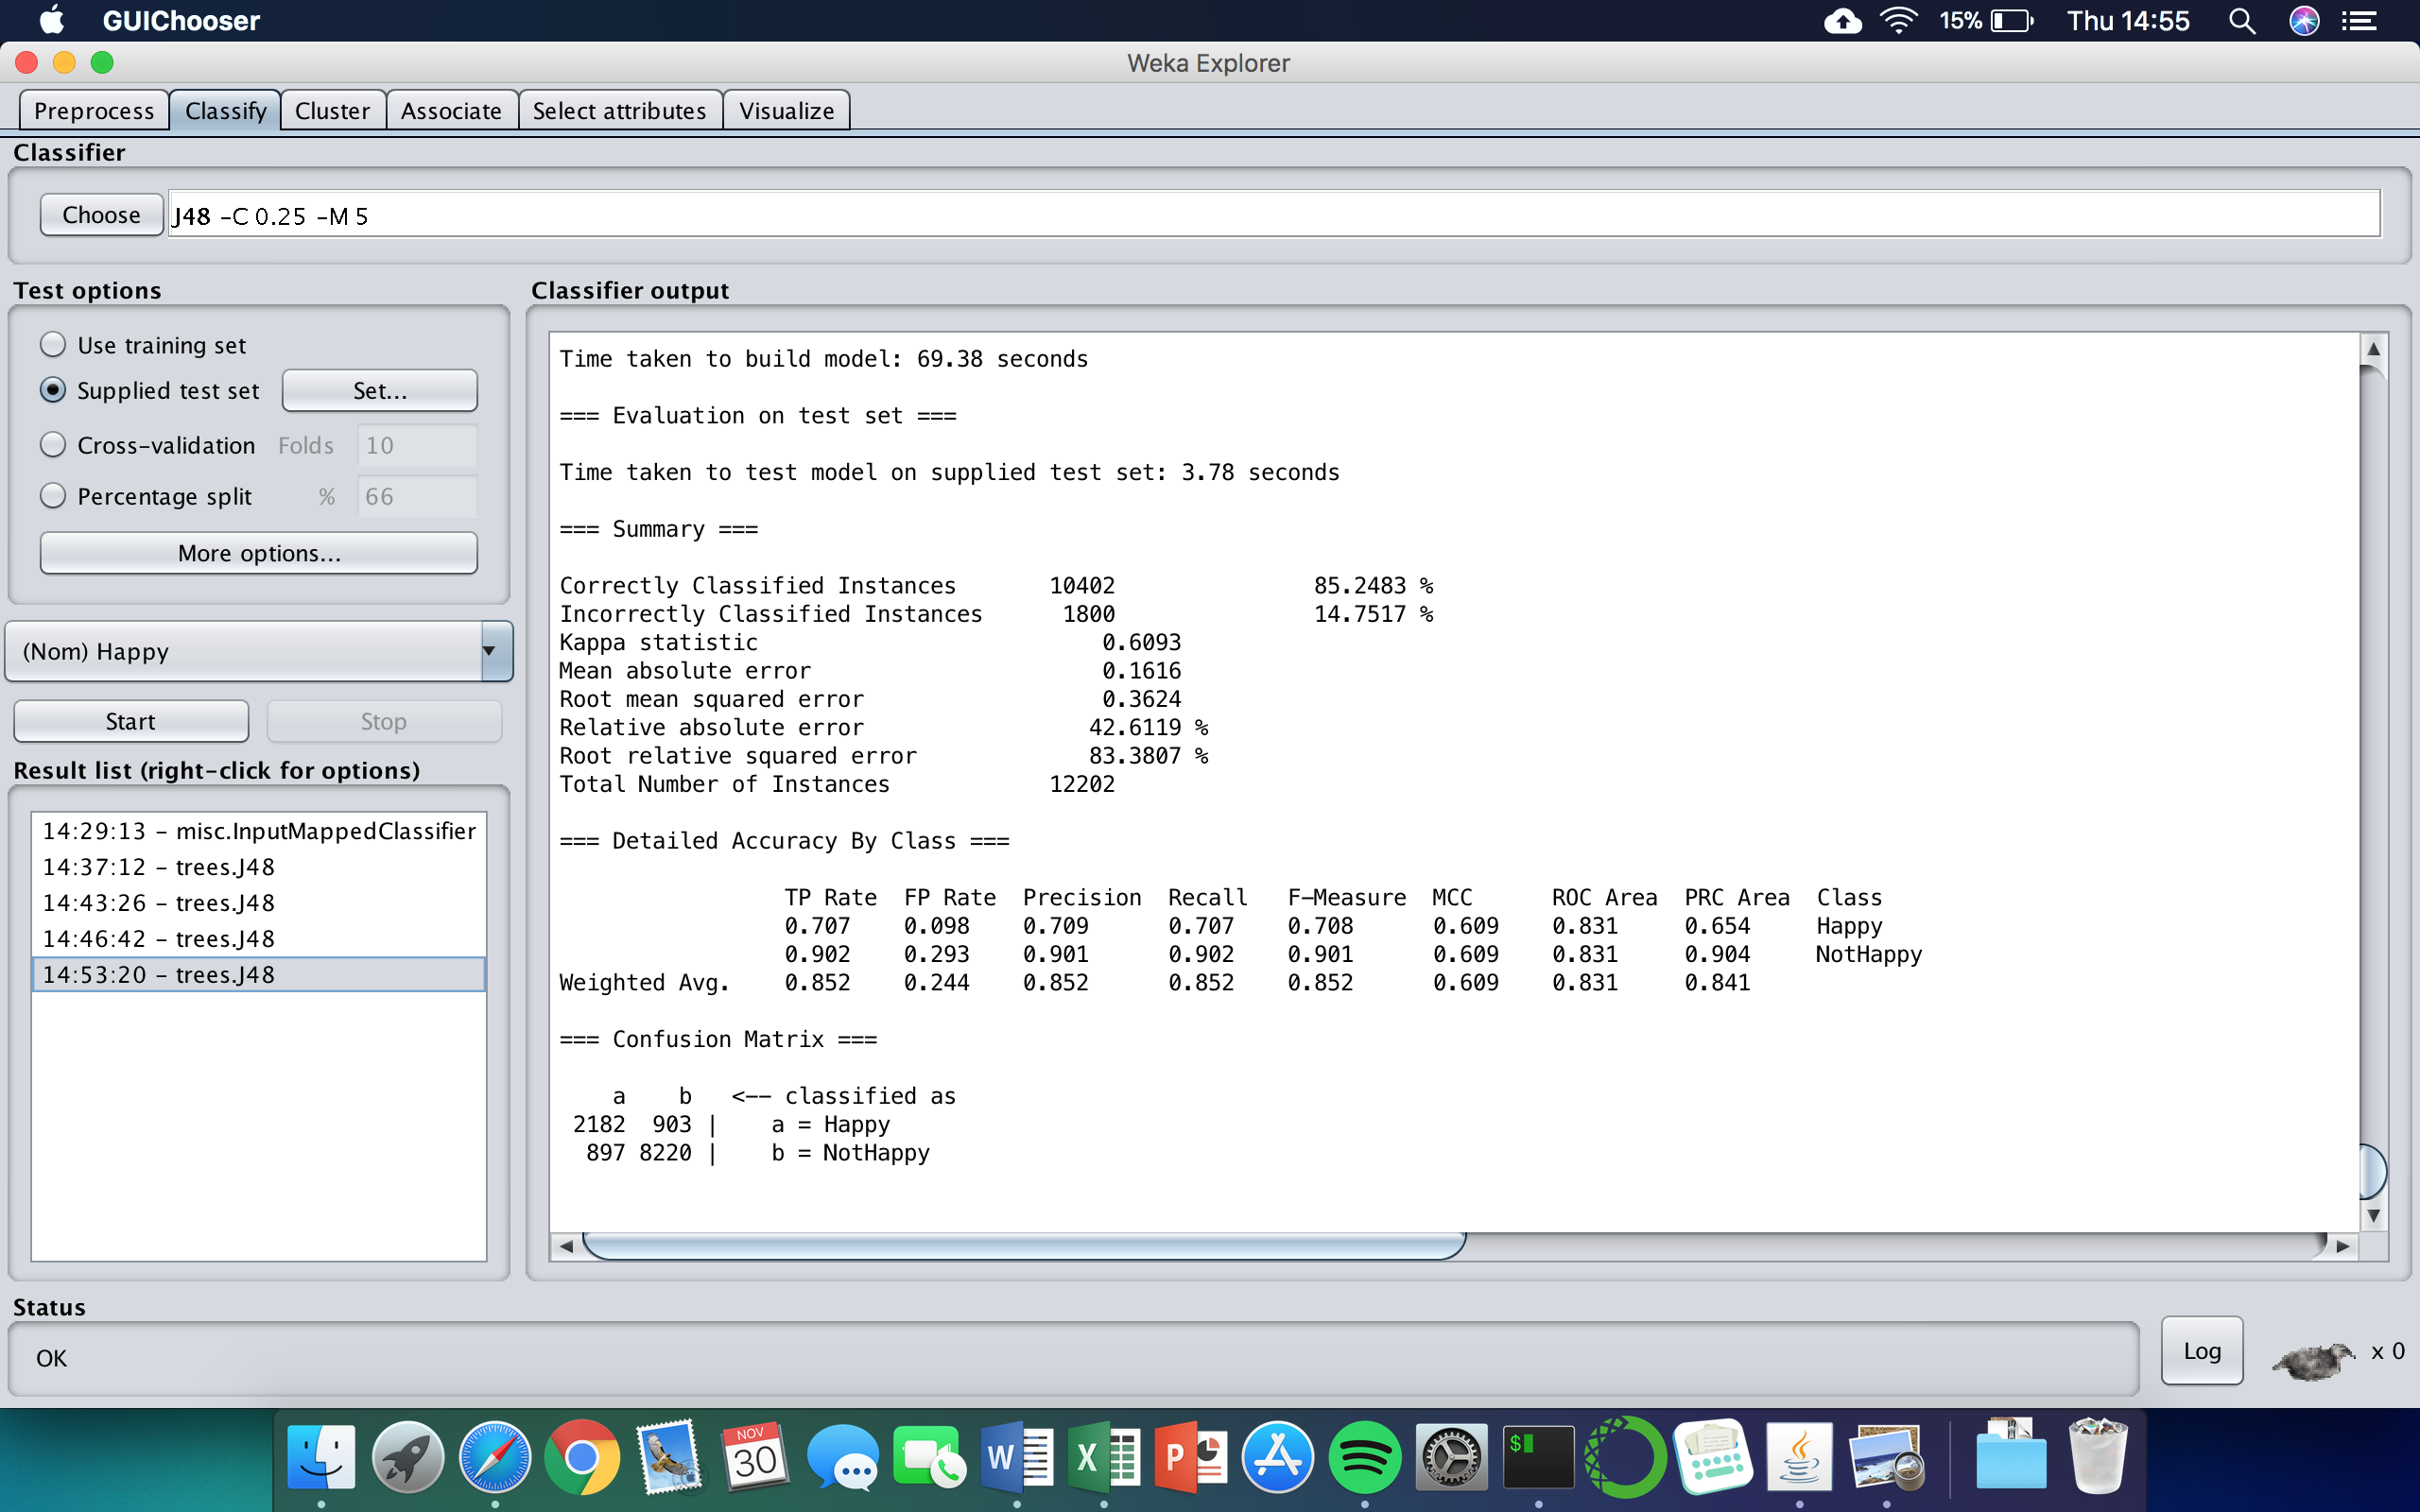 GUIChooser 15% Thu 14:55
Weka Explorer
Preprocess Classify Cluster Associate Select attributes Visualize
Classifier
Choose J48 -C 0.25 -M 5
Test options
Use training set
Supplied test set Set...
Cross-validation Folds 10
Percentage split % 66
More options...
(Nom) Happy
Start Stop
Result list (right-click for options)
14:29:13 - misc.InputMappedClassifier
14:37:12 - trees.J48
14:43:26 - trees.J48
14:46:42 - trees.J48
14:53:20 - trees.J48
Classifier output
Time taken to build model: 69.38 seconds
=== Evaluation on test set ===
Time taken to test model on supplied test set: 3.78 seconds
=== Summary ===
Correctly Classified Instances 10402 85.2483 %
Incorrectly Classified Instances 1800 14.7517 %
Kappa statistic 0.6093
Mean absolute error 0.1616
Root mean squared error 0.3624
Relative absolute error 42.6119 %
Root relative squared error 83.3807 %
Total Number of Instances 12202
=== Detailed Accuracy By Class ===
TP Rate FP Rate Precision Recall F-Measure MCC ROC Area PRC Area Class
0.707 0.098 0.709 0.707 0.708 0.609 0.831 0.654 Happy
0.902 0.293 0.901 0.902 0.901 0.609 0.831 0.904 NotHappy
Weighted Avg. 0.852 0.244 0.852 0.852 0.852 0.609 0.831 0.841
=== Confusion Matrix ===
a b <-- classified as
2182 903 | a = Happy
897 8220 | b = NotHappy
Status
OK
Log x 0
NOV
30
W X P $